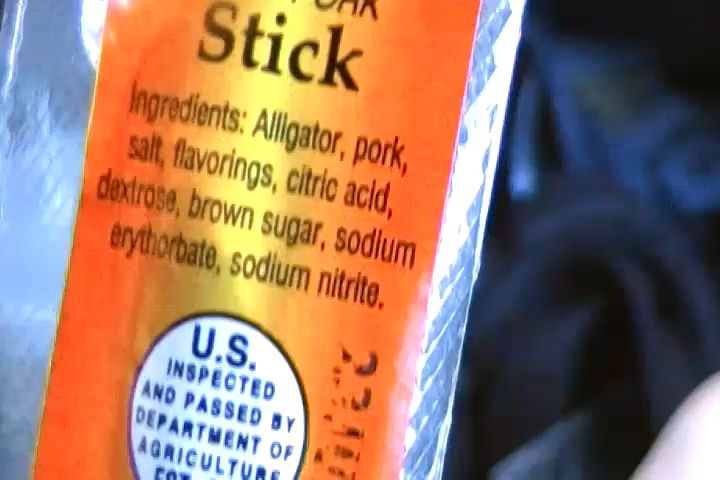 Stick
Ingredients: Alligator, pork,
salt, flavorings, citric acid,
dextrose, brown sugar, sodium
erythorbate, sodium nitrite.
U.S.
INSPECTED
AND PASSED BY
DEPARTMENT OF
AGRICULTURE